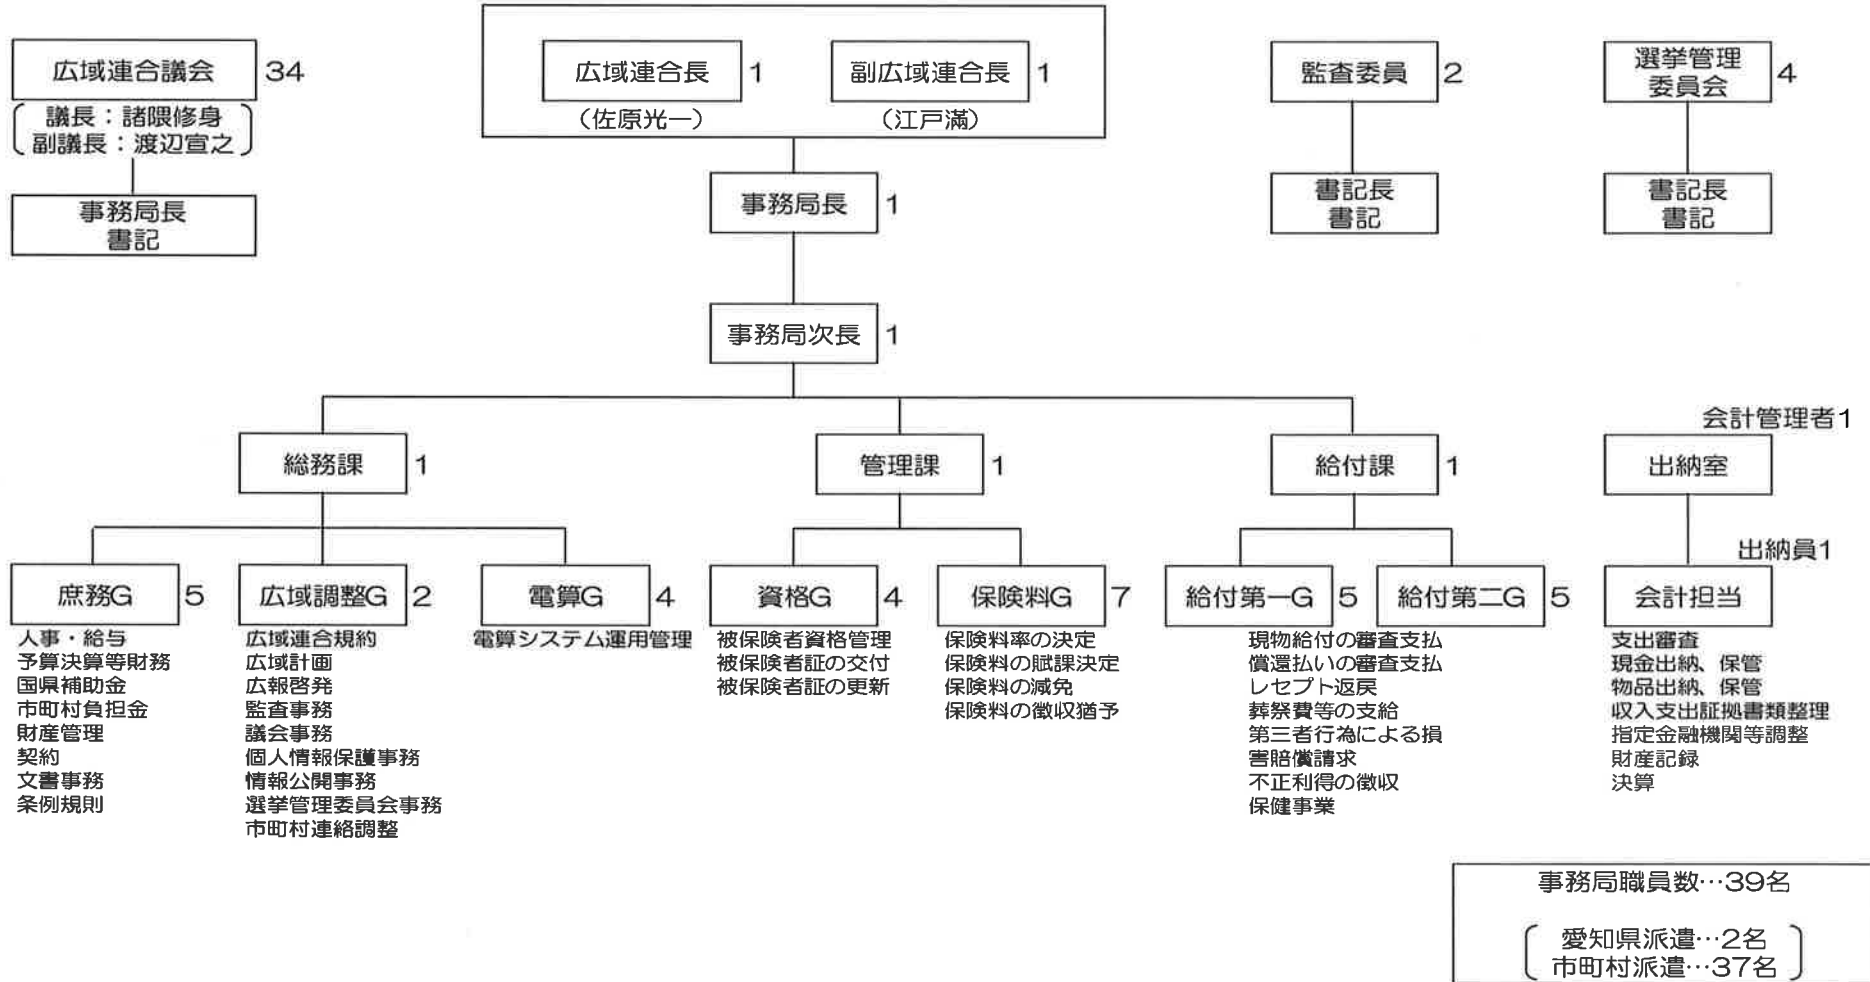 広域連合議会 34
議長：諸隈修身
副議長：渡辺宣之
事務局長
書記
広域連合長 1
（佐原光一）
副広域連合長 1
（江戸滿）
監査委員 2
書記長
書記
選挙管理
委員会 4
書記長
書記
事務局長 1
事務局次長 1
総務課 1
管理課 1
給付課 1
会計管理者1
出納室
庶務G 5
人事・給与
予算決算等財務
国県補助金
市町村負担金
財産管理
契約
文書事務
条例規則
広域調整G 2
広域連合規約
広域計画
広報啓発
監査事務
議会事務
個人情報保護事務
情報公開事務
選挙管理委員会事務
市町村連絡調整
電算G 4
電算システム運用管理
資格G 4
被保険者資格管理
被保険者証の交付
被保険者証の更新
保険料G 7
保険料率の決定
保険料の賦課決定
保険料の減免
保険料の徴収猶予
給付第一G 5
給付第二G 5
現物給付の審査支払
償還払いの審査支払
レセプト返戻
葬祭費等の支給
第三者行為による損
害賠償請求
不正利得の徴収
保健事業
出納員1
会計担当
支出審査
現金出納、保管
物品出納、保管
収入支出証拠書類整理
指定金融機関等調整
財産記録
決算
事務局職員数…39名
愛知県派遣…2名
市町村派遣…37名